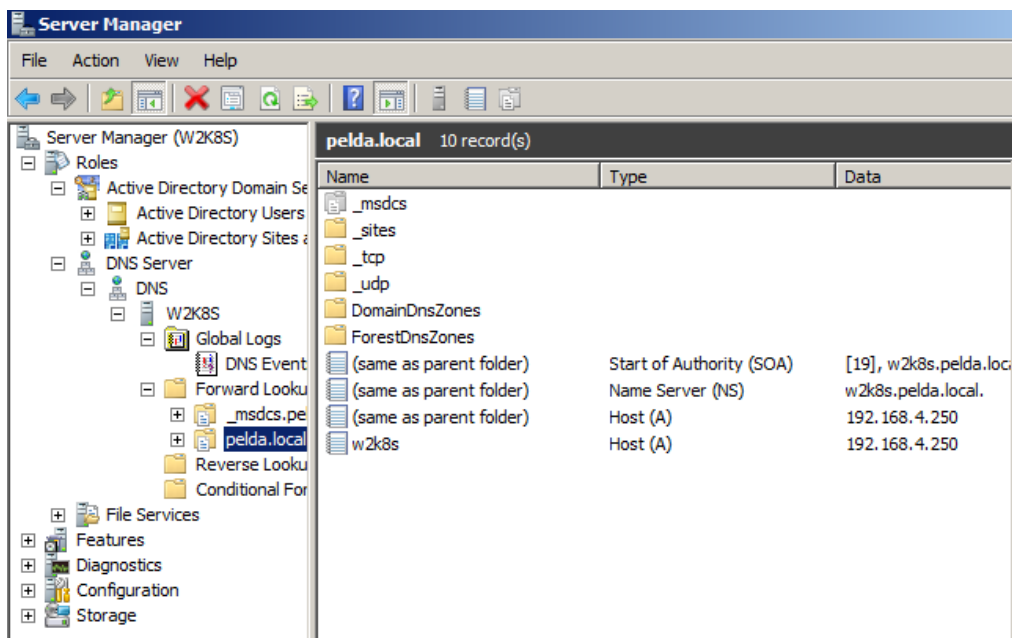 Server Manager
File Action View Help
Server Manager (W2K8S)
Roles
Active Directory Domain Se
Active Directory Users
Active Directory Sites a
DNS Server
DNS
W2K8S
Global Logs
DNS Event
Forward Looku
_msdcs.pe
pelda.local
Reverse Looku
Conditional For
File Services
Features
Diagnostics
Configuration
Storage
pelda.local 10 record(s)
Name Type Data
_msdcs
_sites
_tcp
_udp
DomainDnsZones
ForestDnsZones
(same as parent folder) Start of Authority (SOA) [19], w2k8s.pelda.loc
(same as parent folder) Name Server (NS) w2k8s.pelda.local.
(same as parent folder) Host (A) 192.168.4.250
w2k8s Host (A) 192.168.4.250